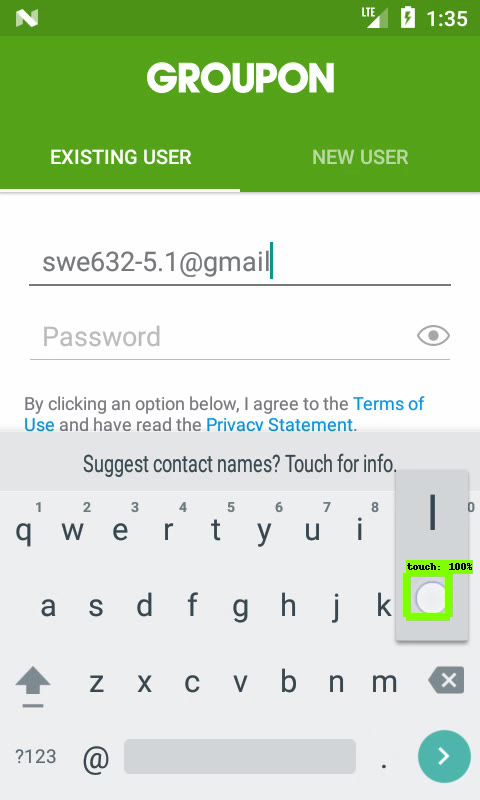 LTE 1:35
GROUPON
EXISTING USER NEW USER
swe632-5.1@gmail
Password
By clicking an option below, I agree to the Terms of
Use and have read the Privacy Statement.
Suggest contact names? Touch for info.
1 2 3 4 5 6 7 8 0
q w e r t y u i l
touch: 100%
a s d f g h j k
z x c v b n m
?123 @ .